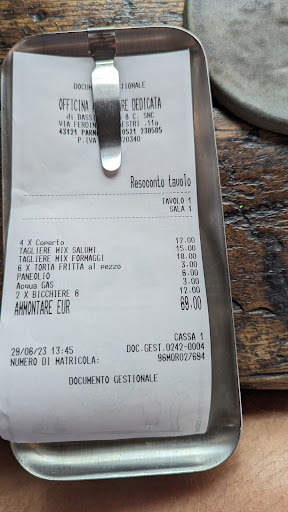 DOCUM TIONALE
OFFICINA ARE DEDICATA
di BASS & C. SNC
VIA FERDIN ESTRI ,11a
43121 PARM 0521 230505
P.IVA 20340
Resoconto tavolo
TAVOLO 1
SALA 1
4 X Coperto 12.00
TAGLIERE MIX SALUMI 15.00
TAGLIERE MIX FORMAGGI 18.00
6 X TORTA FRITTA al pezzo 3.00
PANEOLIO 6.00
Acqua GAS 3.00
2 X BICCHIERE 6 12.00
AMMONTARE EUR 69.00
CASSA 1
29/06/23 13:45 DOC.GEST.0242-0004
NUMERO DI MATRICOLA: 96MOR027694
DOCUMENTO GESTIONALE